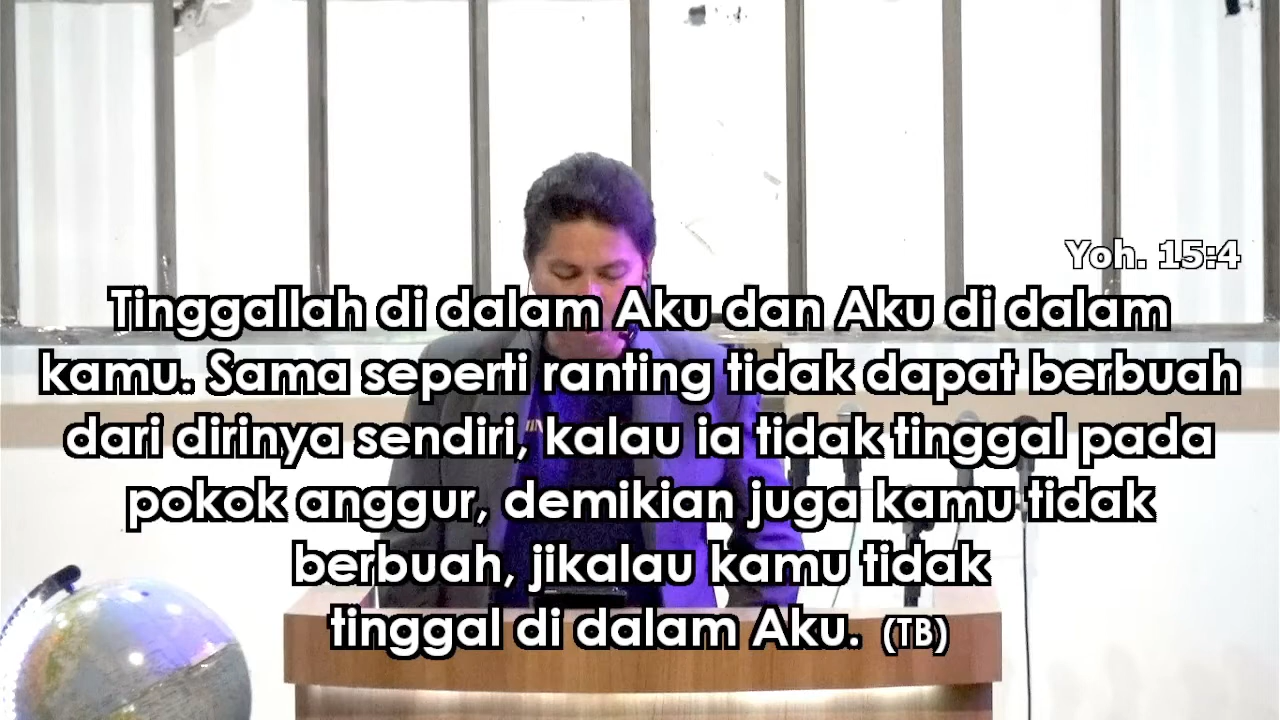 Yoh. 15:4
Tinggallah di dalam Aku dan Aku di dalam
kamu. Sama seperti ranting tidak dapat berbuah
dari dirinya sendiri, kalau ia tidak tinggal pada
pokok anggur, demikian juga kamu tidak
berbuah, jikalau kamu tidak
tinggal di dalam Aku. (TB)